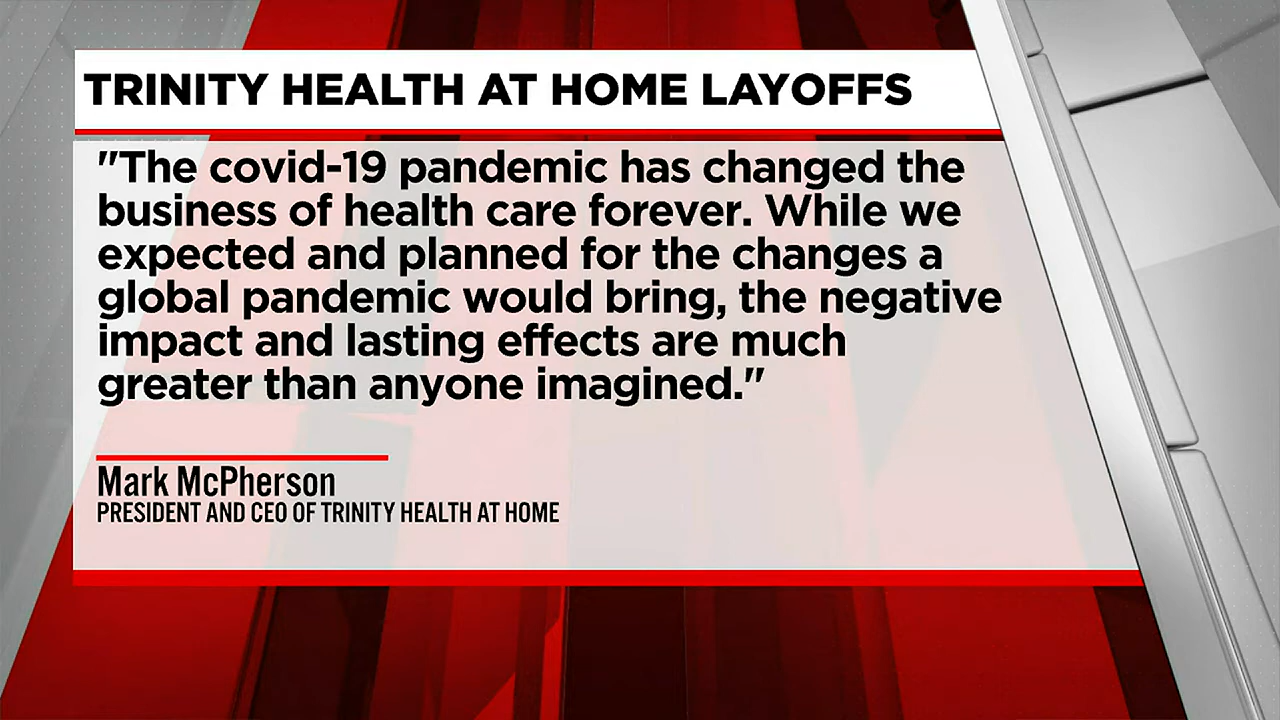 TRINITY HEALTH AT HOME LAYOFFS
"The covid-19 pandemic has changed the
business of health care forever. While we
expected and planned for the changes a
global pandemic would bring, the negative
impact and lasting effects are much
greater than anyone imagined."
Mark McPherson
PRESIDENT AND CEO OF TRINITY HEALTH AT HOME